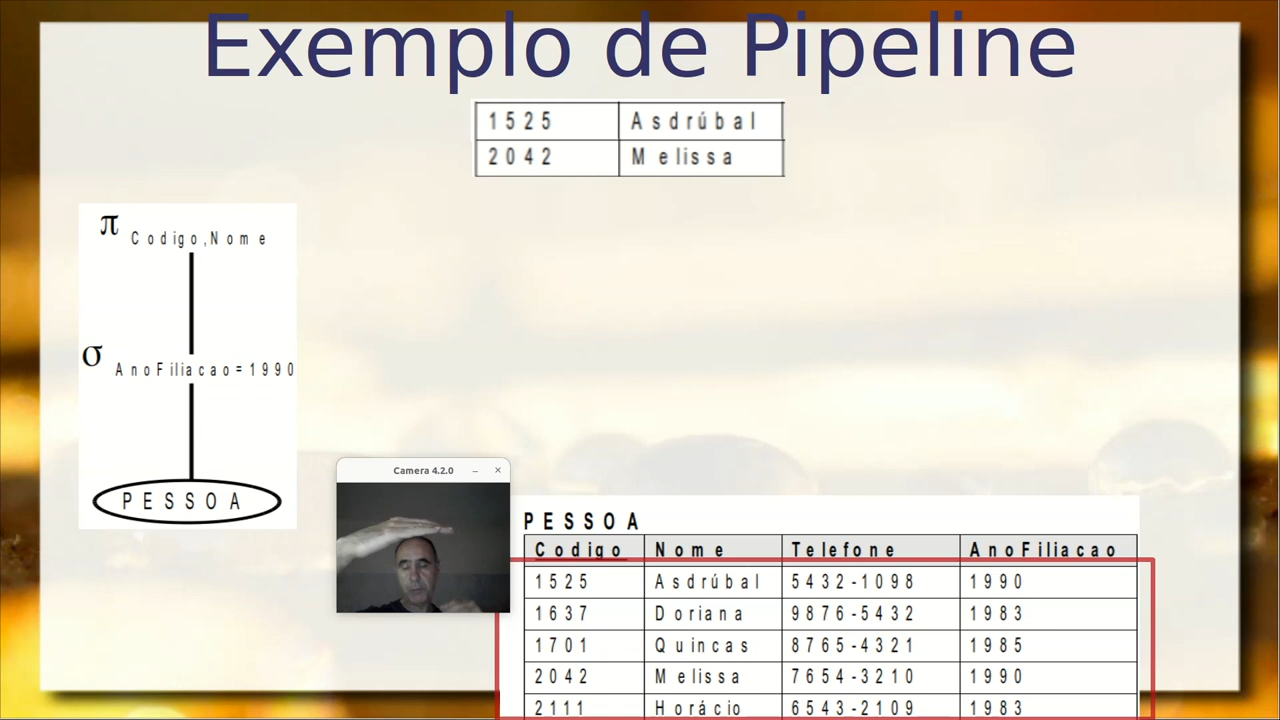 Exemplo de Pipeline
1525 Asdrúbal
2042 Melissa
π Codigo,Nome
σ AnoFiliacao=1990
PESSOA
Camera 4.2.0
PESSOA
Codigo Nome Telefone AnoFiliacao
1525 Asdrúbal 5432-1098 1990
1637 Doriana 9876-5432 1983
1701 Quincas 8765-4321 1985
2042 Melissa 7654-3210 1990
2111 Horácio 6543-2109 1983